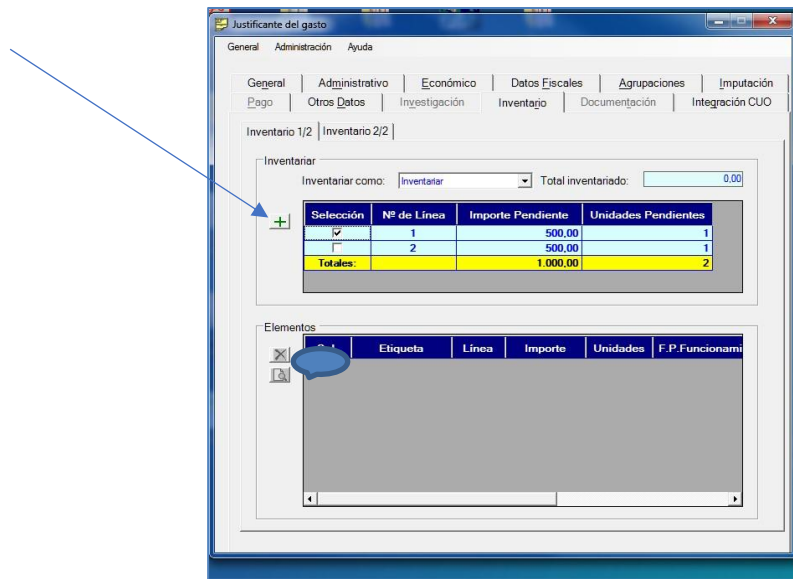 Justificante del gasto
General Administración Ayuda
General Administrativo Económico Datos Fiscales Agrupaciones Imputación
Pago Otros Datos Investigación Inventario Documentación Integración CUO
Inventario 1/2 Inventario 2/2
Inventariar
Inventariar como: Inventariar Total inventariado: 0,00
Selección Nº de Línea Importe Pendiente Unidades Pendientes
1 500,00 1
2 500,00 1
Totales: 1.000,00 2
Elementos
Etiqueta Línea Importe Unidades F.P.Funcionami